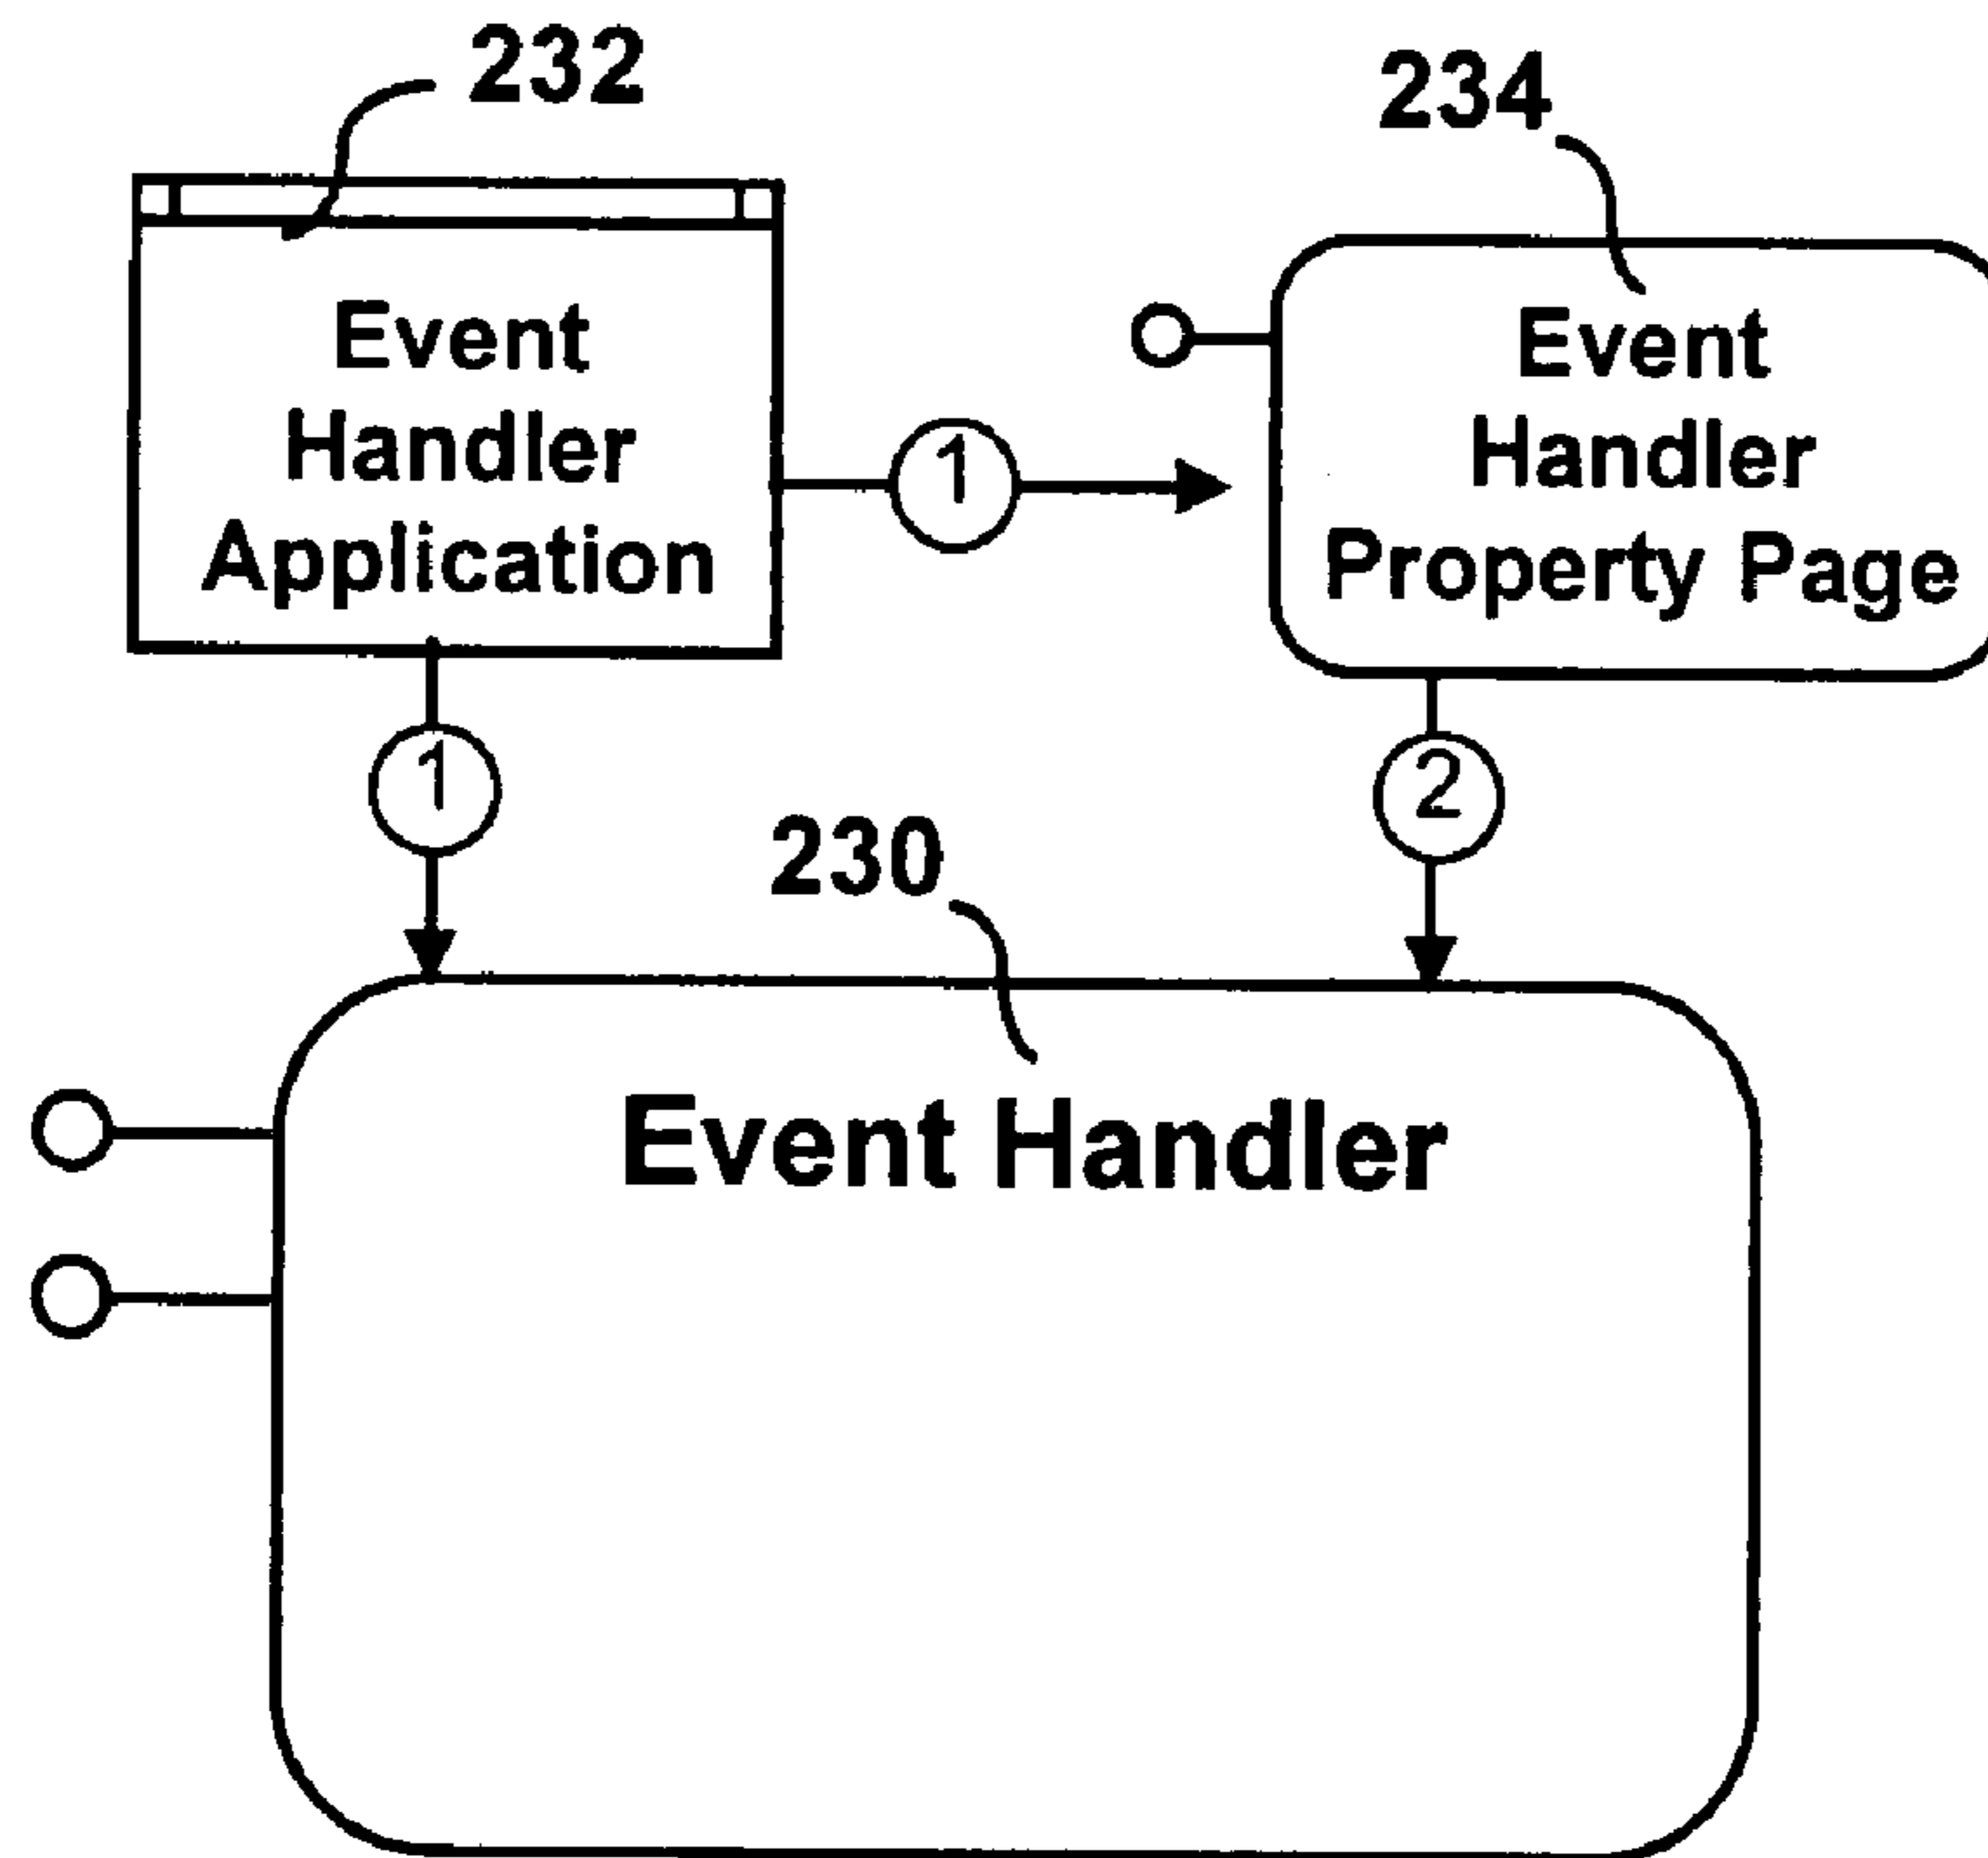 232
234
Event
Handler
Application
1
Event
Handler
Property Page
1
2
230
Event Handler